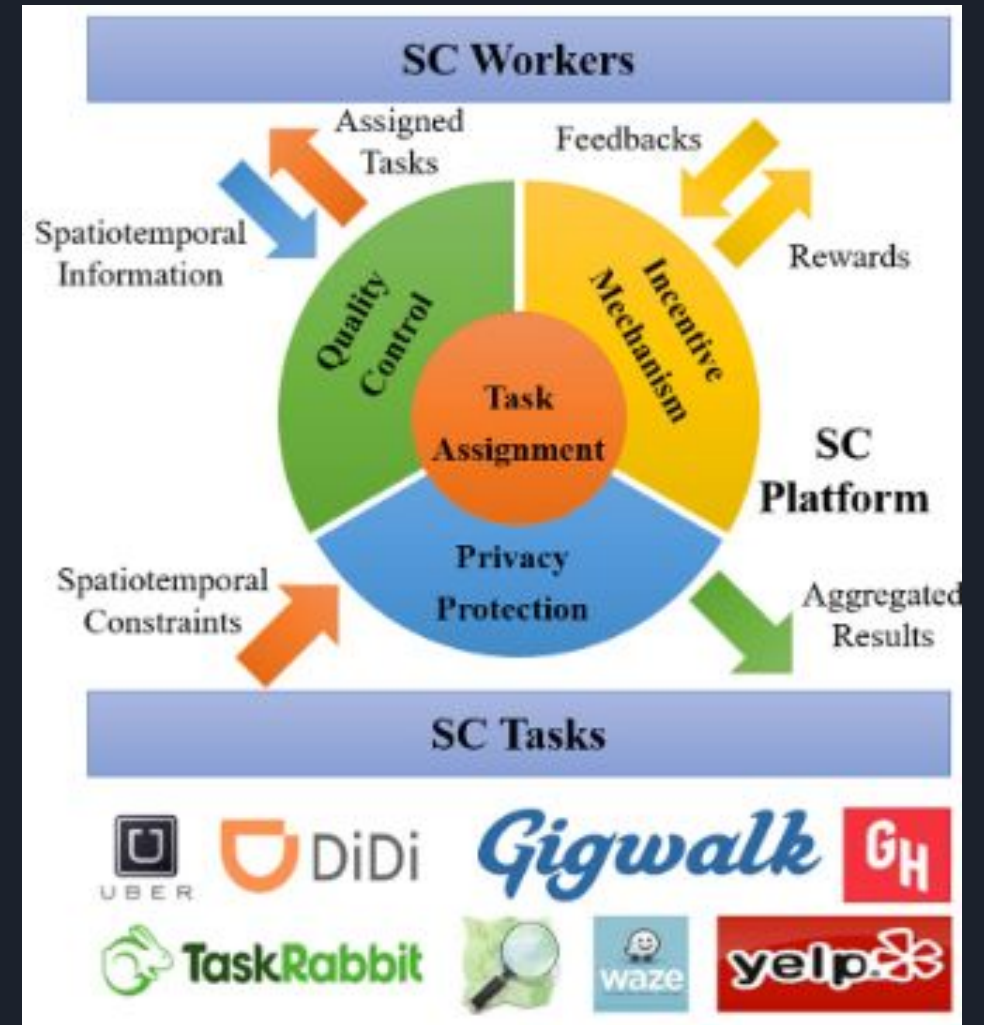 SC Workers
Assigned
Tasks
Feedbacks
Spatiotemporal
Information
Rewards
Quality
Control
Incentive
Mechanism
Task
Assignment
SC
Platform
Privacy
Protection
Spatiotemporal
Constraints
Aggregated
Results
SC Tasks
U
UBER
DiDi
Gigwalk
GH
TaskRabbit
waze
yelp